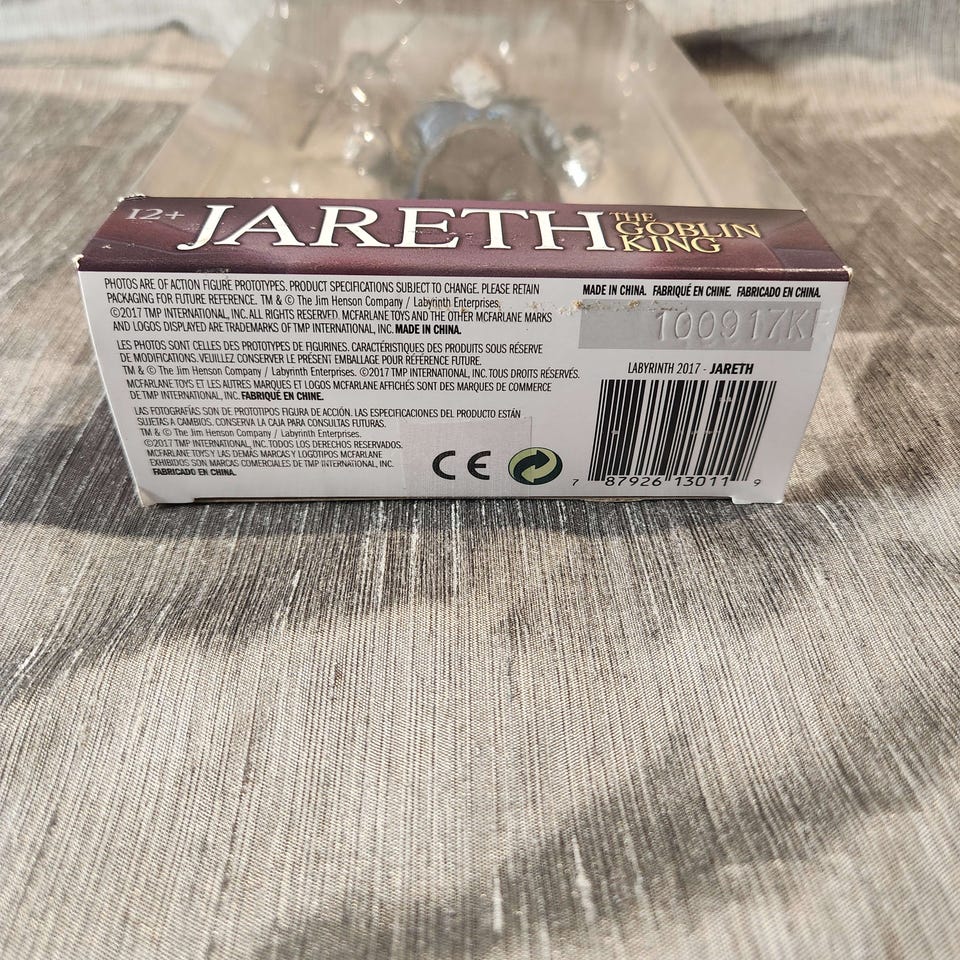 12+ JARETH THE GOBLIN KING
PHOTOS ARE OF ACTION FIGURE PROTOTYPES. PRODUCT SPECIFICATIONS SUBJECT TO CHANGE. PLEASE RETAIN
PACKAGING FOR FUTURE REFERENCE. TM & © The Jim Henson Company / Labyrinth Enterprises.
©2017 TMP INTERNATIONAL, INC. ALL RIGHTS RESERVED. MCFARLANE TOYS AND THE OTHER MCFARLANE MARKS
AND LOGOS DISPLAYED ARE TRADEMARKS OF TMP INTERNATIONAL, INC. MADE IN CHINA.
LES PHOTOS SONT CELLES DES PROTOTYPES DE FIGURINES. CARACTÉRISTIQUES DES PRODUITS SOUS RÉSERVE
DE MODIFICATIONS. VEUILLEZ CONSERVER LE PRÉSENT EMBALLAGE POUR RÉFÉRENCE FUTURE.
TM & © The Jim Henson Company / Labyrinth Enterprises. ©2017 TMP INTERNATIONAL, INC. TOUS DROITS RÉSERVÉS.
MCFARLANE TOYS ET LES AUTRES MARQUES ET LOGOS MCFARLANE AFFICHÉS SONT DES MARQUES DE COMMERCE
DE TMP INTERNATIONAL, INC. FABRIQUÉ EN CHINE.
LAS FOTOGRAFÍAS SON DE PROTOTIPOS FIGURA DE ACCIÓN. LAS ESPECIFICACIONES DEL PRODUCTO ESTÁN
SUJETAS A CAMBIOS. CONSERVA LA CAJA PARA CONSULTAS FUTURAS.
TM & © The Jim Henson Company / Labyrinth Enterprises.
©2017 TMP INTERNATIONAL, INC. TODOS LOS DERECHOS RESERVADOS.
MCFARLANE TOYS Y LAS DEMÁS MARCAS Y LOGOTIPOS MCFARLANE
EXHIBIDOS SON MARCAS COMERCIALES DE TMP INTERNATIONAL, INC.
FABRICADO EN CHINA.
CE
MADE IN CHINA. FABRIQUÉ EN CHINE. FABRICADO EN CHINA.
100917K
LABYRINTH 2017 - JARETH
7 87926 13011 9